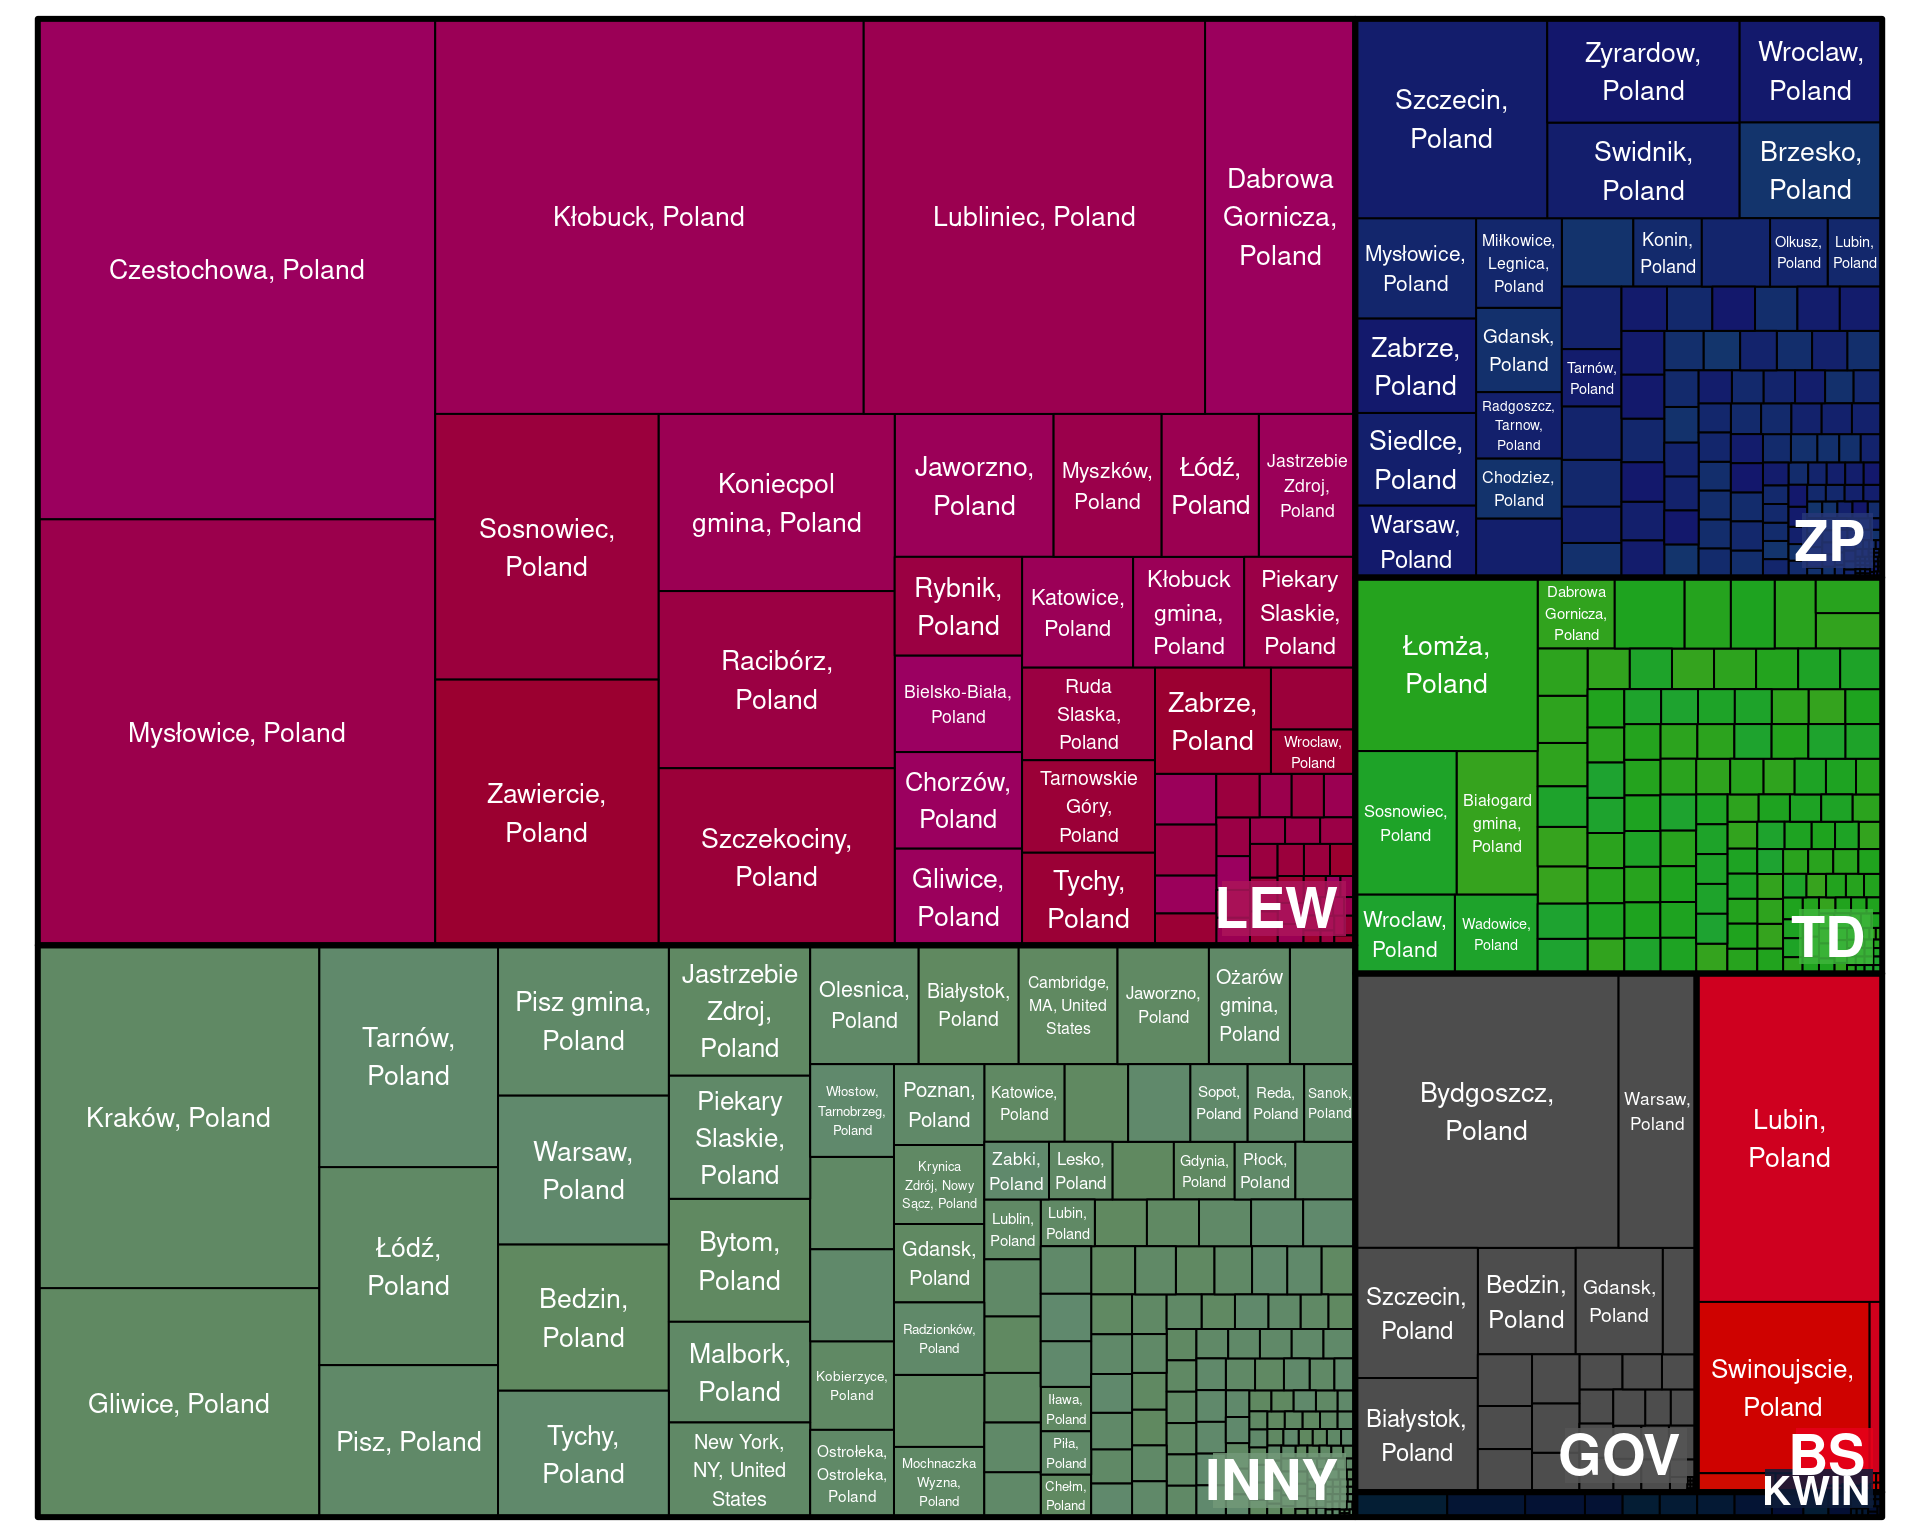 Czestochowa, Poland
Mysłowice, Poland
Kłobuck, Poland
Lubliniec, Poland
Dabrowa
Gornicza,
Poland
Sosnowiec,
Poland
Zawiercie,
Poland
Koniecpol
gmina, Poland
Racibórz,
Poland
Szczekociny,
Poland
Jaworzno,
Poland
Myszków,
Poland
Łódź,
Poland
Jastrzebie
Zdroj,
Poland
Rybnik,
Poland
Bielsko-Biała,
Poland
Chorzów,
Poland
Gliwice,
Poland
Katowice,
Poland
Kłobuck
gmina,
Poland
Piekary
Slaskie,
Poland
Ruda
Slaska,
Poland
Tarnowskie
Góry,
Poland
Tychy,
Poland
Zabrze,
Poland
Wroclaw,
Poland
LEW
Szczecin,
Poland
Zyrardow,
Poland
Wroclaw,
Poland
Swidnik,
Poland
Brzesko,
Poland
Mysłowice,
Poland
Zabrze,
Poland
Siedlce,
Poland
Warsaw,
Poland
Miłkowice,
Legnica,
Poland
Gdansk,
Poland
Radgoszcz,
Tarnow,
Poland
Chodziez,
Poland
Konin,
Poland
Olkusz,
Poland
Lubin,
Poland
Tarnów,
Poland
ZP
Łomża,
Poland
Dabrowa
Gornicza,
Poland
Sosnowiec,
Poland
Białogard
gmina,
Poland
Wroclaw,
Poland
Wadowice,
Poland
TD
Kraków, Poland
Gliwice, Poland
Tarnów,
Poland
Łódź,
Poland
Pisz, Poland
Pisz gmina,
Poland
Warsaw,
Poland
Bedzin,
Poland
Tychy,
Poland
Jastrzebie
Zdroj,
Poland
Piekary
Slaskie,
Poland
Bytom,
Poland
Malbork,
Poland
New York,
NY, United
States
Olesnica,
Poland
Białystok,
Poland
Cambridge,
MA, United
States
Jaworzno,
Poland
Ożarów
gmina,
Poland
Włostow,
Tarnobrzeg,
Poland
Kobierzyce,
Poland
Ostrołeka,
Ostroleka,
Poland
Poznan,
Poland
Krynica
Zdrój, Nowy
Sącz, Poland
Gdansk,
Poland
Radzionków,
Poland
Mochnaczka
Wyzna,
Poland
Katowice,
Poland
Sopot,
Poland
Reda,
Poland
Sanok,
Poland
Zabki,
Poland
Lesko,
Poland
Gdynia,
Poland
Płock,
Poland
Lublin,
Poland
Lubin,
Poland
Iława,
Poland
Piła,
Poland
Chełm,
Poland
INNY
Bydgoszcz,
Poland
Warsaw,
Poland
Szczecin,
Poland
Białystok,
Poland
Bedzin,
Poland
Gdansk,
Poland
GOV
Lubin,
Poland
Swinoujscie,
Poland
BS
KWIN